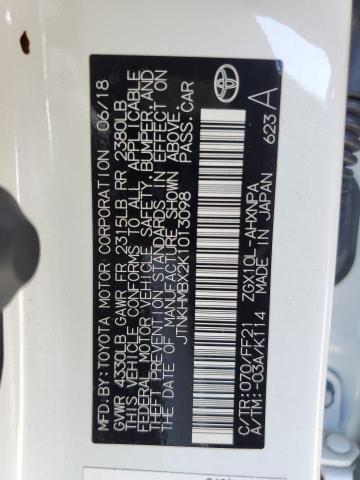 MFD.BY:TOYOTA MOTOR CORPORATION 06/18
GVWR 4330LB GAWR FR 2315LB RR 2380LB
THIS VEHICLE CONFORMS TO ALL APPLICABLE
FEDERAL MOTOR VEHICLE SAFETY, BUMPER, AND
THEFT PREVENTION STANDARDS IN EFFECT ON
THE DATE OF MANUFACTURE SHOWN ABOVE.
JTNKHMBX2K1013098 PASS.CAR
C/TR:070/FF21 ZGX10L-AHXNPA
A/TM:-03A/K114 MADE IN JAPAN 623 A